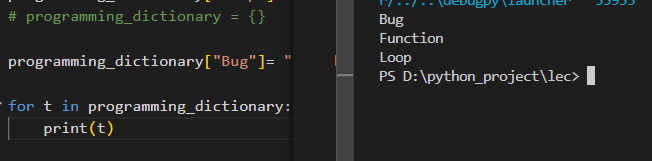 # programming_dictionary = {}
programming_dictionary["Bug"]= "
for t in programming_dictionary:
print(t)
Bug
Function
Loop
PS D:\python_project\lec>